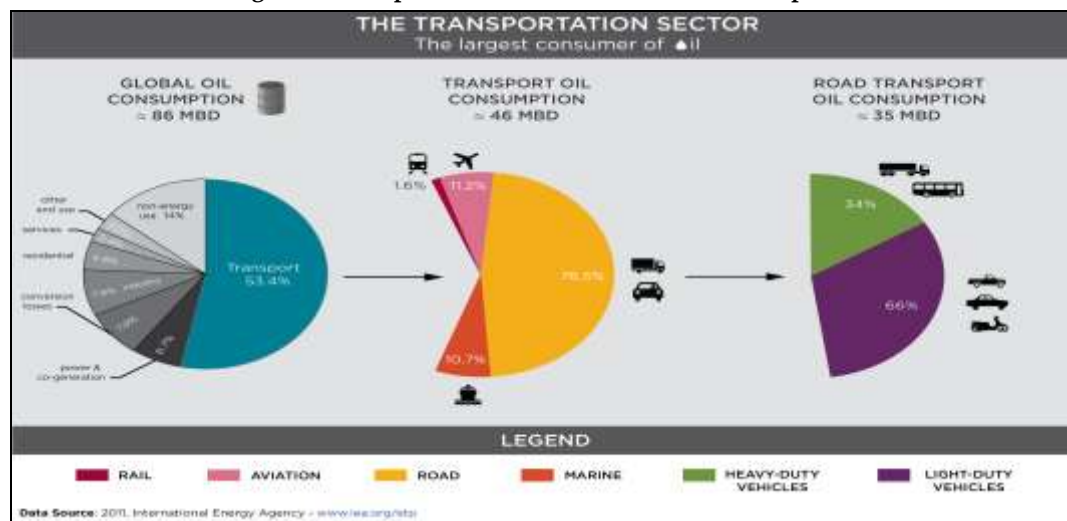 THE TRANSPORTATION SECTOR
The largest consumer of oil
GLOBAL OIL
CONSUMPTION
≈ 86 MBD
TRANSPORT OIL
CONSUMPTION
≈ 46 MBD
ROAD TRANSPORT
OIL CONSUMPTION
≈ 35 MBD
other
end use
services
residential
conversion
losses
power &
co-generation
non-energy
use 14%
Transport
53.4%
1.6%
11.2%
10.7%
34%
66%
LEGEND
RAIL
AVIATION
ROAD
MARINE
HEAVY-DUTY
VEHICLES
LIGHT-DUTY
VEHICLES
Data Source: 2011, International Energy Agency -